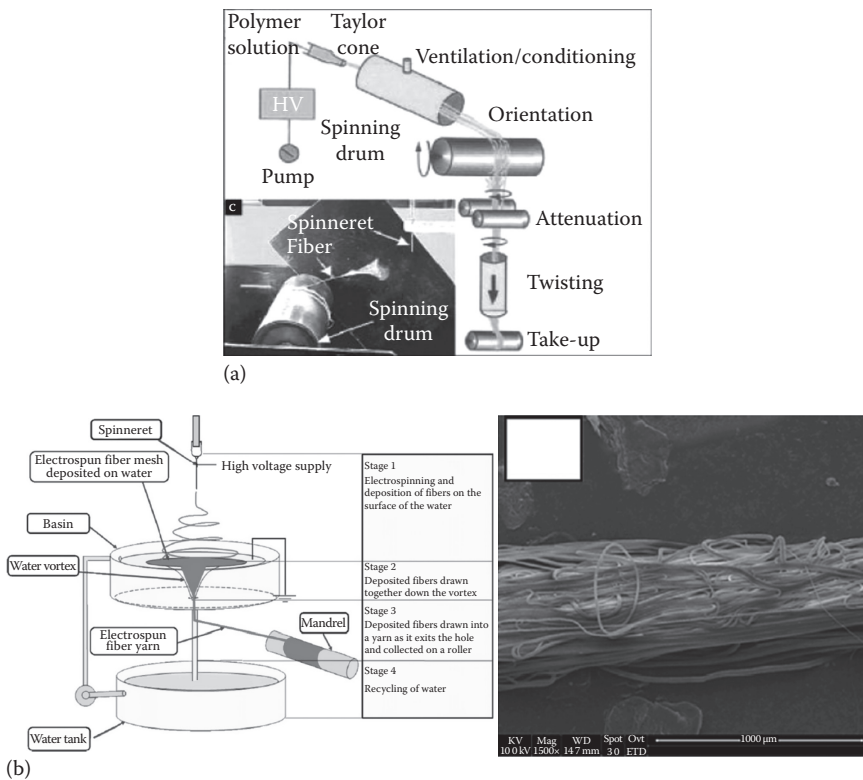 Polymer
solution
Taylor
cone
Ventilation/conditioning
HV
Orientation
Spinning
drum
Pump
Attenuation
c
Spinneret
Fiber
Twisting
Spinning
drum
Take-up
(a)
Spinneret
High voltage supply
Electrospun fiber mesh
deposited on water
Basin
Water vortex
Electrospun
fiber yarn
Mandrel
Water tank
Stage 1
Electrospinning and
deposition of fibers on the
surface of the water
Stage 2
Deposited fibers drawn
together down the vortex
Stage 3
Deposited fibers drawn into
a yarn as it exits the hole
and collected on a roller
Stage 4
Recycling of water
KV Mag WD Spot Ovt
10 0 kV 1500× 147 mm 3 0 ETD
1000 µm
(b)